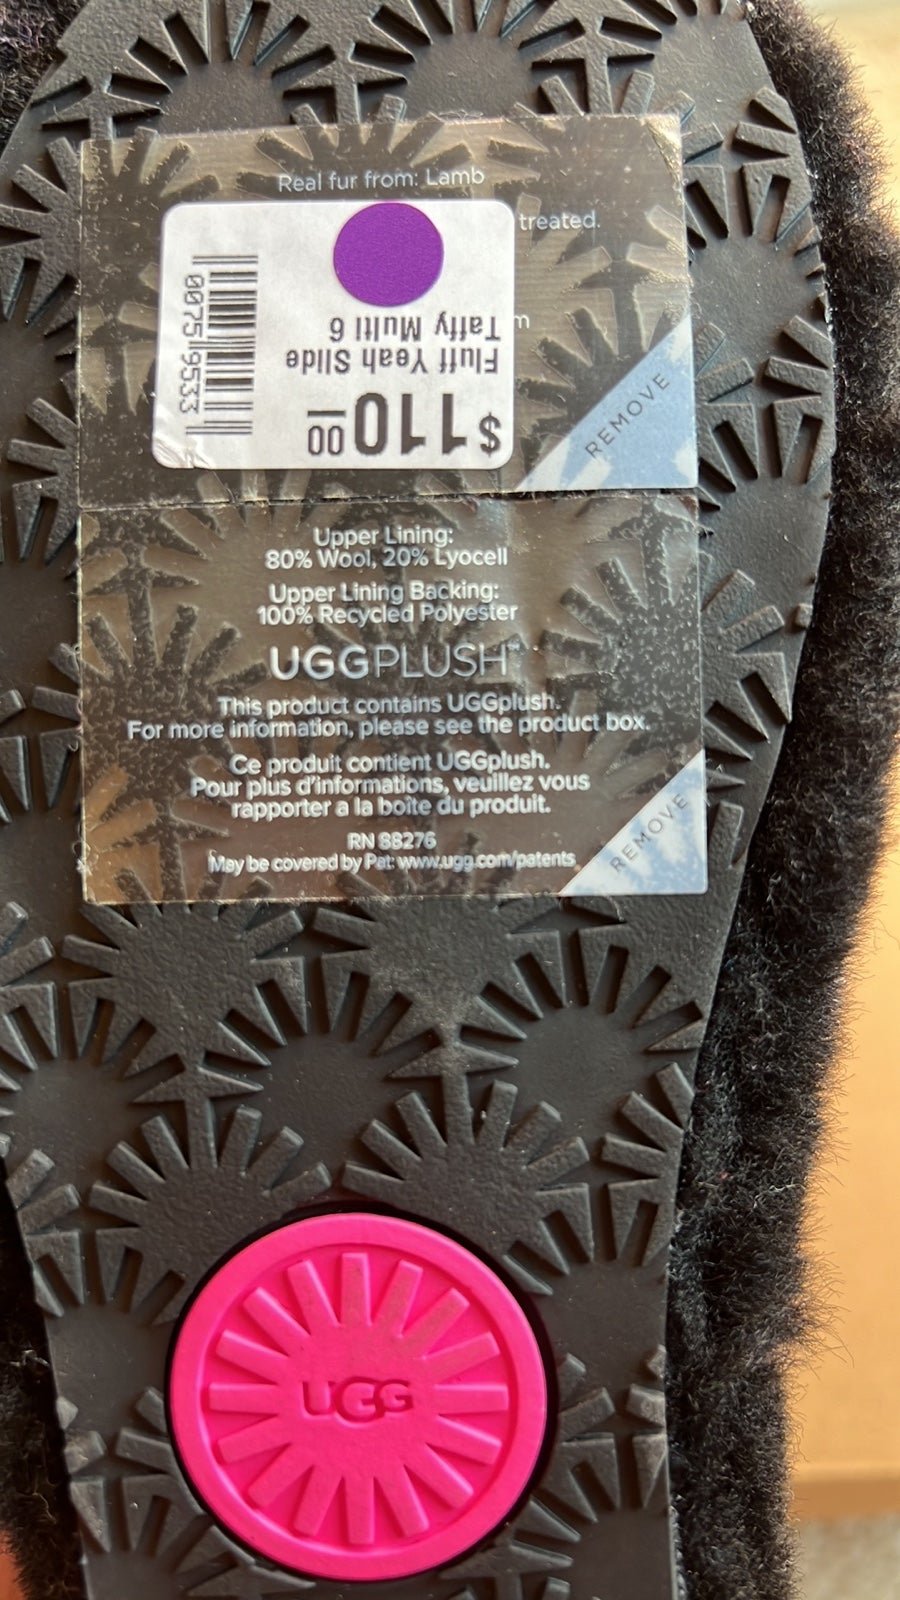 Real fur from: Lamb
treated.
m
$110.00
Fluff Yeah Slide
Taffy Multi 6
00759533
REMOVE
Upper Lining:
80% Wool, 20% Lyocell
Upper Lining Backing:
100% Recycled Polyester
UGGPLUSH™
This product contains UGGplush.
For more information, please see the product box.
Ce produit contient UGGplush.
Pour plus d'informations, veuillez vous
rapporter a la boîte du produit.
RN 88276
May be covered by Pat: www.ugg.com/patents
REMOVE
UGG